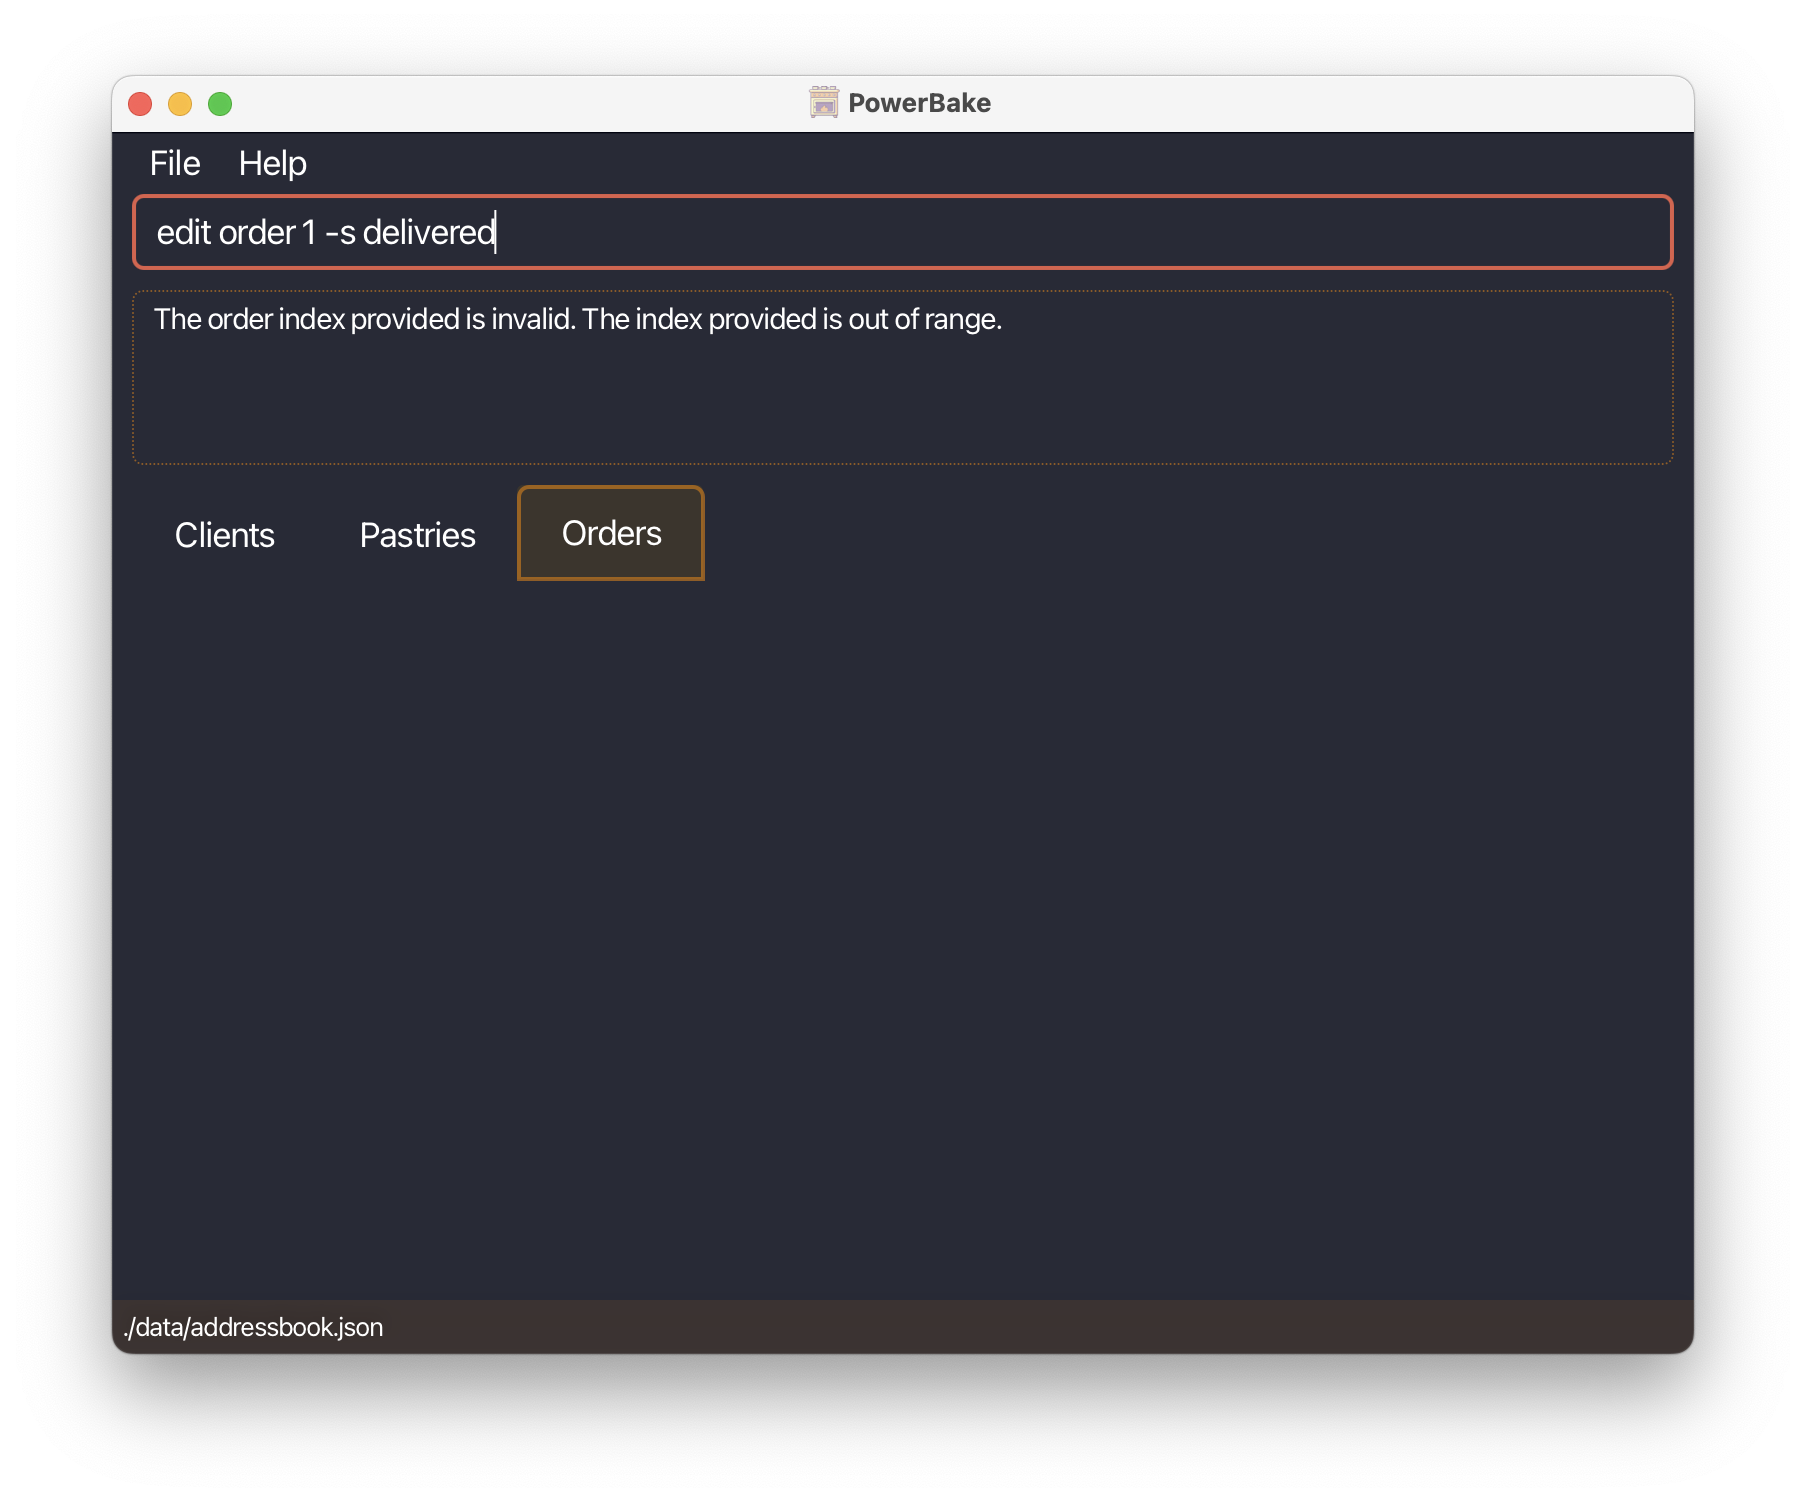 PowerBake
File Help
edit order 1 -s delivered
The order index provided is invalid. The index provided is out of range.
Clients Pastries Orders
./data/addressbook.json